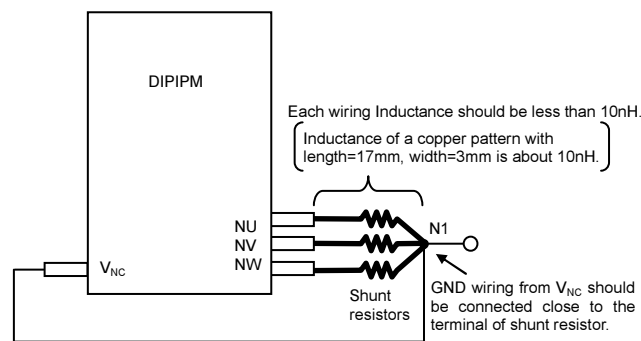 DIPIPM
Each wiring Inductance should be less than 10nH.
Inductance of a copper pattern with
length=17mm, width=3mm is about 10nH.
NU
NV
NW
N1
VNC
Shunt
resistors
GND wiring from VNC should
be connected close to the
terminal of shunt resistor.